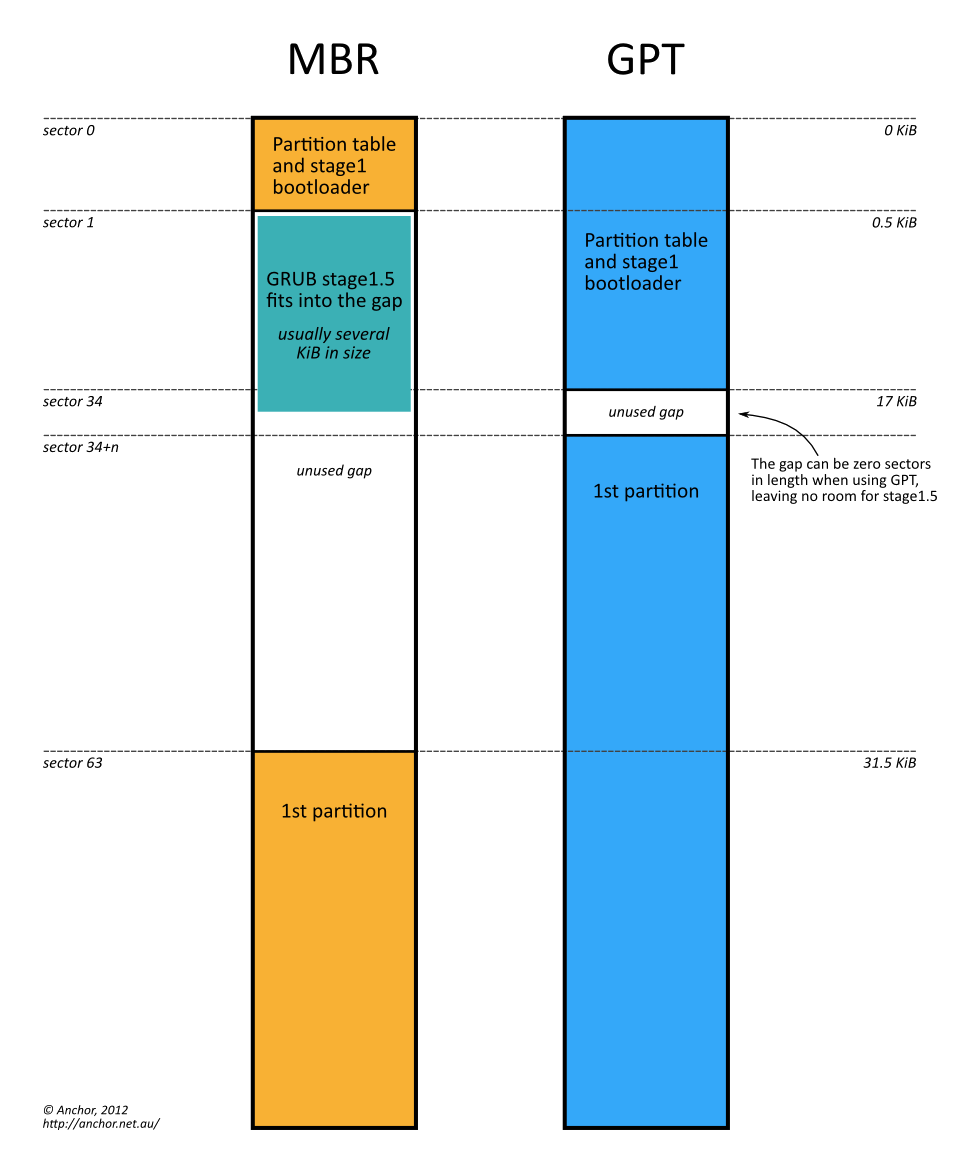 MBR
GPT
sector 0
0 KiB
Partition table
and stage1
bootloader
sector 1
0.5 KiB
Partition table
and stage1
bootloader
GRUB stage1.5
fits into the gap
usually several
KiB in size
sector 34
17 KiB
unused gap
sector 34+n
The gap can be zero sectors
in length when using GPT,
leaving no room for stage1.5
unused gap
1st partition
sector 63
31.5 KiB
1st partition
© Anchor, 2012
http://anchor.net.au/